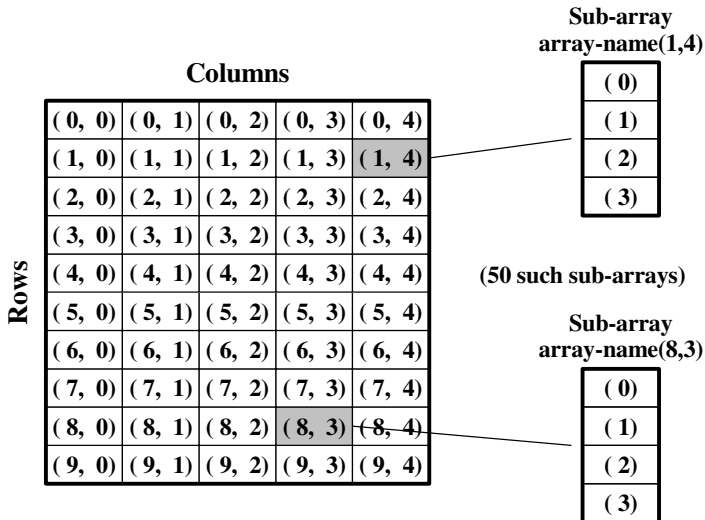 Sub-array
array-name(1,4)
( 0)
( 1)
( 2)
( 3)
Columns
Rows
( 0, 0) ( 0, 1) ( 0, 2) ( 0, 3) ( 0, 4)
( 1, 0) ( 1, 1) ( 1, 2) ( 1, 3) ( 1, 4)
( 2, 0) ( 2, 1) ( 2, 2) ( 2, 3) ( 2, 4)
( 3, 0) ( 3, 1) ( 3, 2) ( 3, 3) ( 3, 4)
( 4, 0) ( 4, 1) ( 4, 2) ( 4, 3) ( 4, 4)
( 5, 0) ( 5, 1) ( 5, 2) ( 5, 3) ( 5, 4)
( 6, 0) ( 6, 1) ( 6, 2) ( 6, 3) ( 6, 4)
( 7, 0) ( 7, 1) ( 7, 2) ( 7, 3) ( 7, 4)
( 8, 0) ( 8, 1) ( 8, 2) ( 8, 3) ( 8, 4)
( 9, 0) ( 9, 1) ( 9, 2) ( 9, 3) ( 9, 4)
(50 such sub-arrays)
Sub-array
array-name(8,3)
( 0)
( 1)
( 2)
( 3)